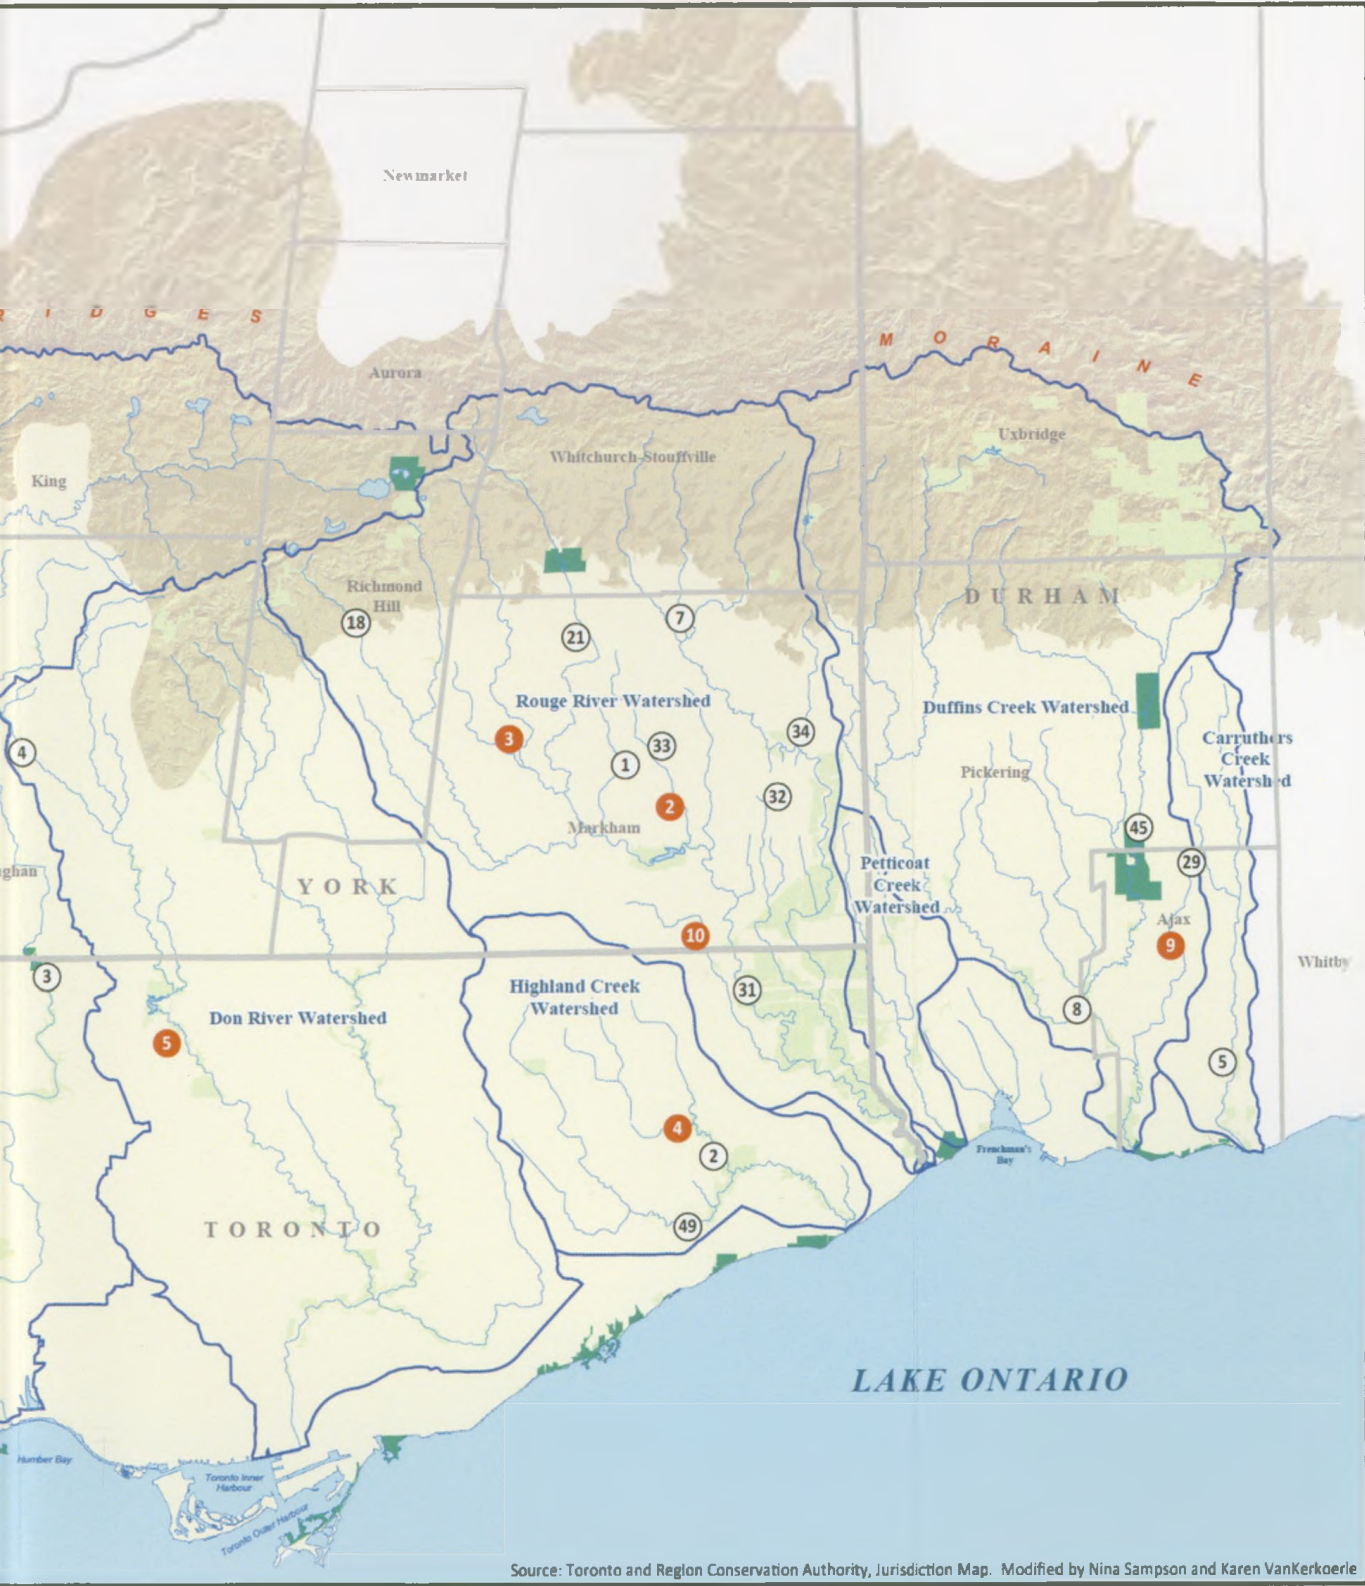 Newmarket
R I D G E S
M O R A I N E
Aurora
Uxbridge
Whitchurch-Stouffville
King
Richmond
Hill
DURHAM
18
7
21
Rouge River Watershed
Duffins Creek Watershed
3
34
33
4
1
Carruthers
Creek
Watershed
Pickering
32
2
Markham
45
29
Petticoat
Creek
Watershed
ghan
YORK
Ajax
10
9
Whitby
3
Highland Creek
Watershed
31
8
Don River Watershed
5
5
4
2
Frenchman's
Bay
49
TORONTO
LAKE ONTARIO
Humber Bay
Toronto Inner
Harbour
Toronto Outer Harbour
Source: Toronto and Region Conservation Authority, Jurisdiction Map. Modified by Nina Sampson and Karen VanKerkoerle